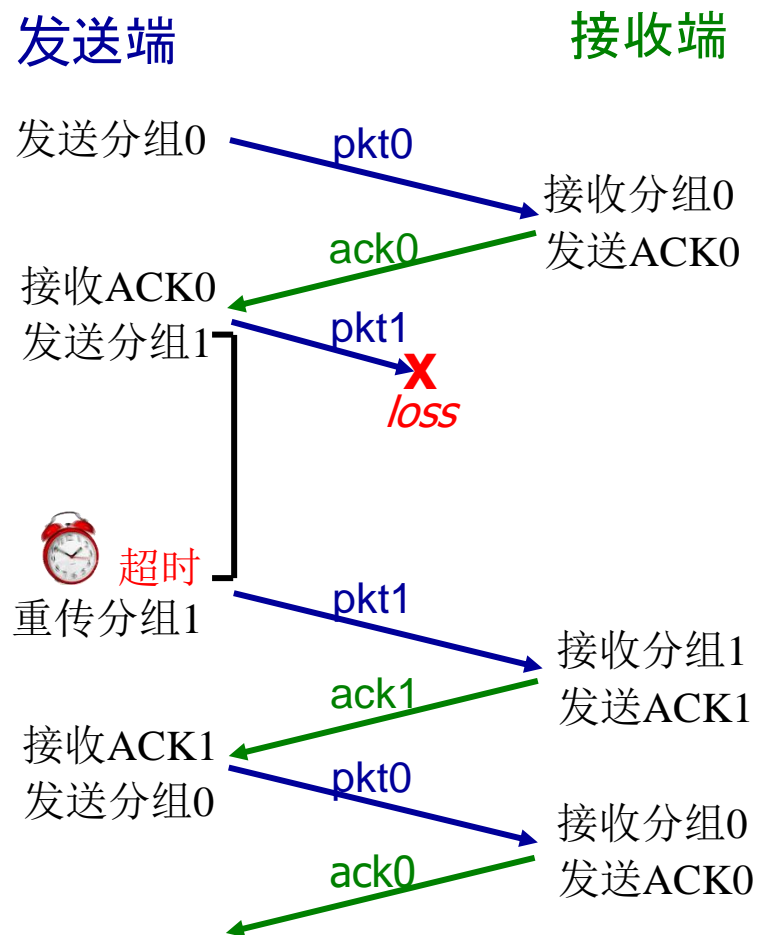 发送端
接收端
发送分组0
pkt0
接收分组0
发送ACK0
ack0
接收ACK0
发送分组1
pkt1
X
loss
超时
重传分组1
pkt1
接收分组1
发送ACK1
ack1
接收ACK1
发送分组0
pkt0
接收分组0
发送ACK0
ack0